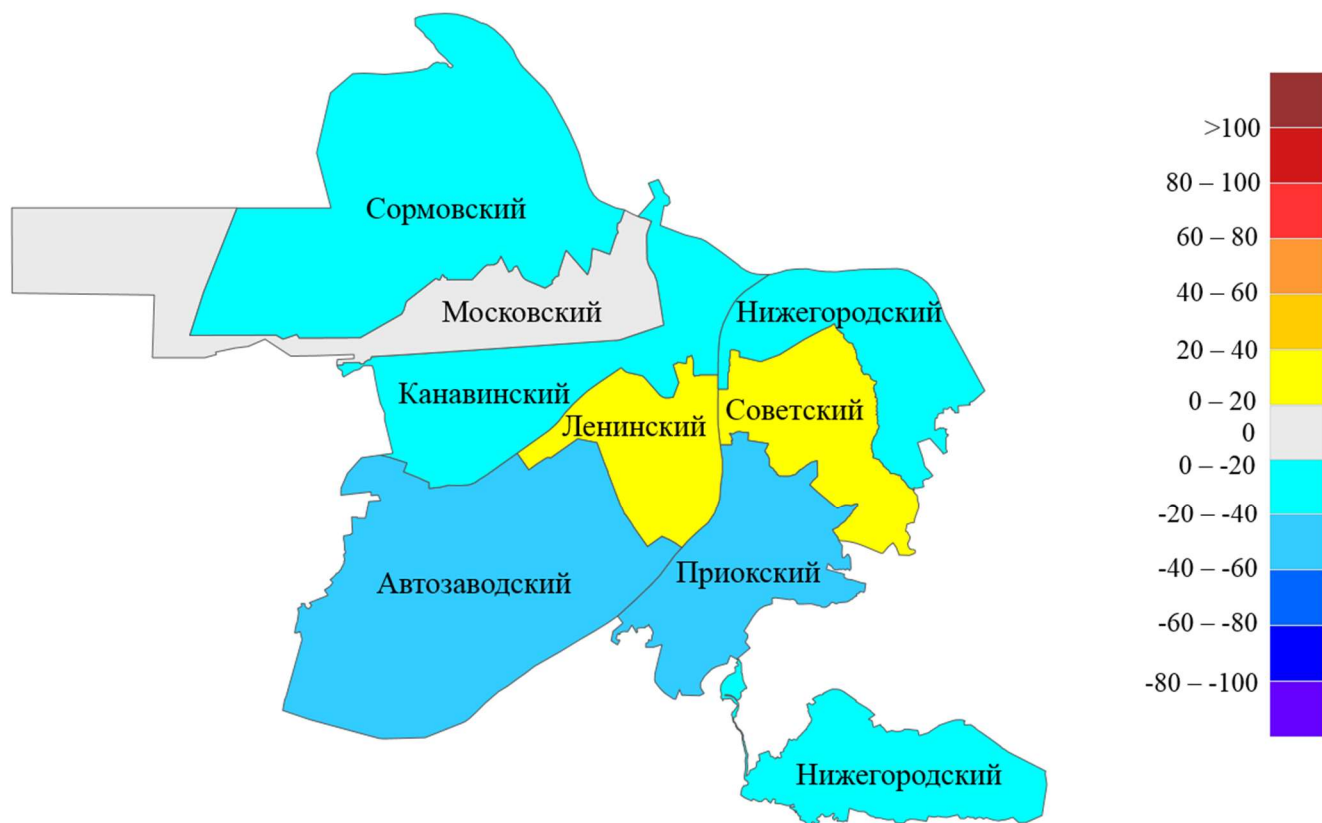 Сормовский
Московский
Нижегородский
Канавинский
Ленинский
Советский
Автозаводский
Приокский
Нижегородский
>100
80 – 100
60 – 80
40 – 60
20 – 40
0 – 20
0
0 – -20
-20 – -40
-40 – -60
-60 – -80
-80 – -100